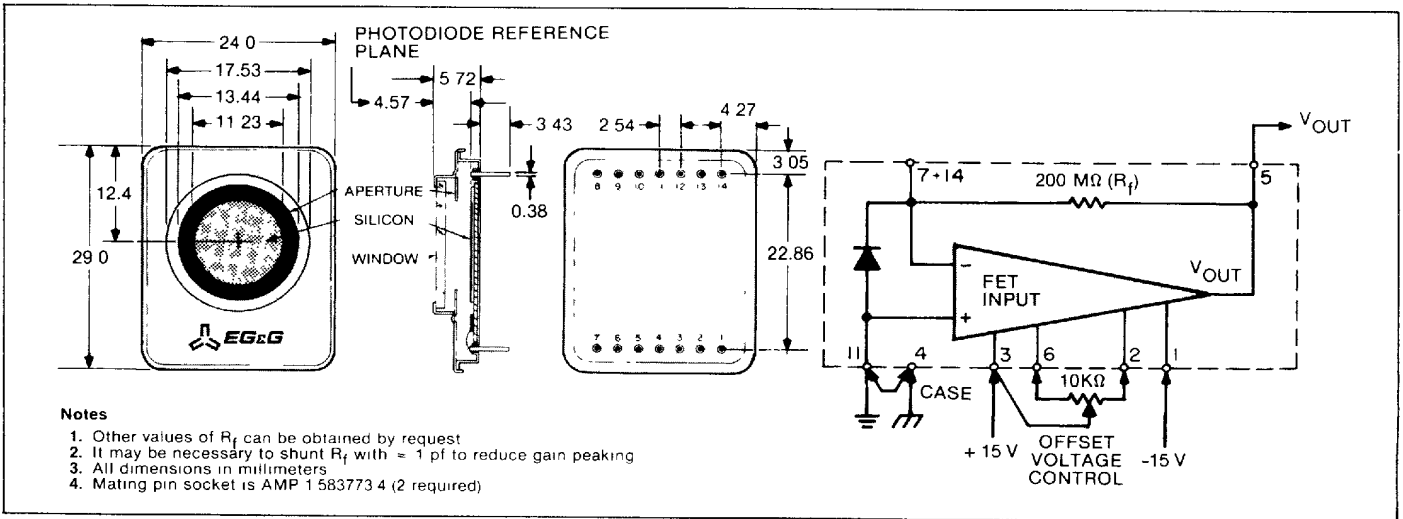 PHOTODIODE REFERENCE
PLANE
24 0
17.53
13.44
11 23
5 72
4.57
3 43
2 54
4 27
3 05
12.4
29 0
APERTURE
SILICON
WINDOW
0.38
22.86
8 9 10 11 12 13 14
7 6 5 4 3 2 1
EG&G
VOUT
7+14
200 MΩ (Rf)
5
FET
INPUT
−
+
VOUT
11
4
3
6
2
1
CASE
10KΩ
+ 15 V
OFFSET
VOLTAGE
CONTROL
-15 V
Notes
1. Other values of Rf can be obtained by request
2. It may be necessary to shunt Rf with ≈ 1 pf to reduce gain peaking
3. All dimensions in millimeters
4. Mating pin socket is AMP 1 583773 4 (2 required)